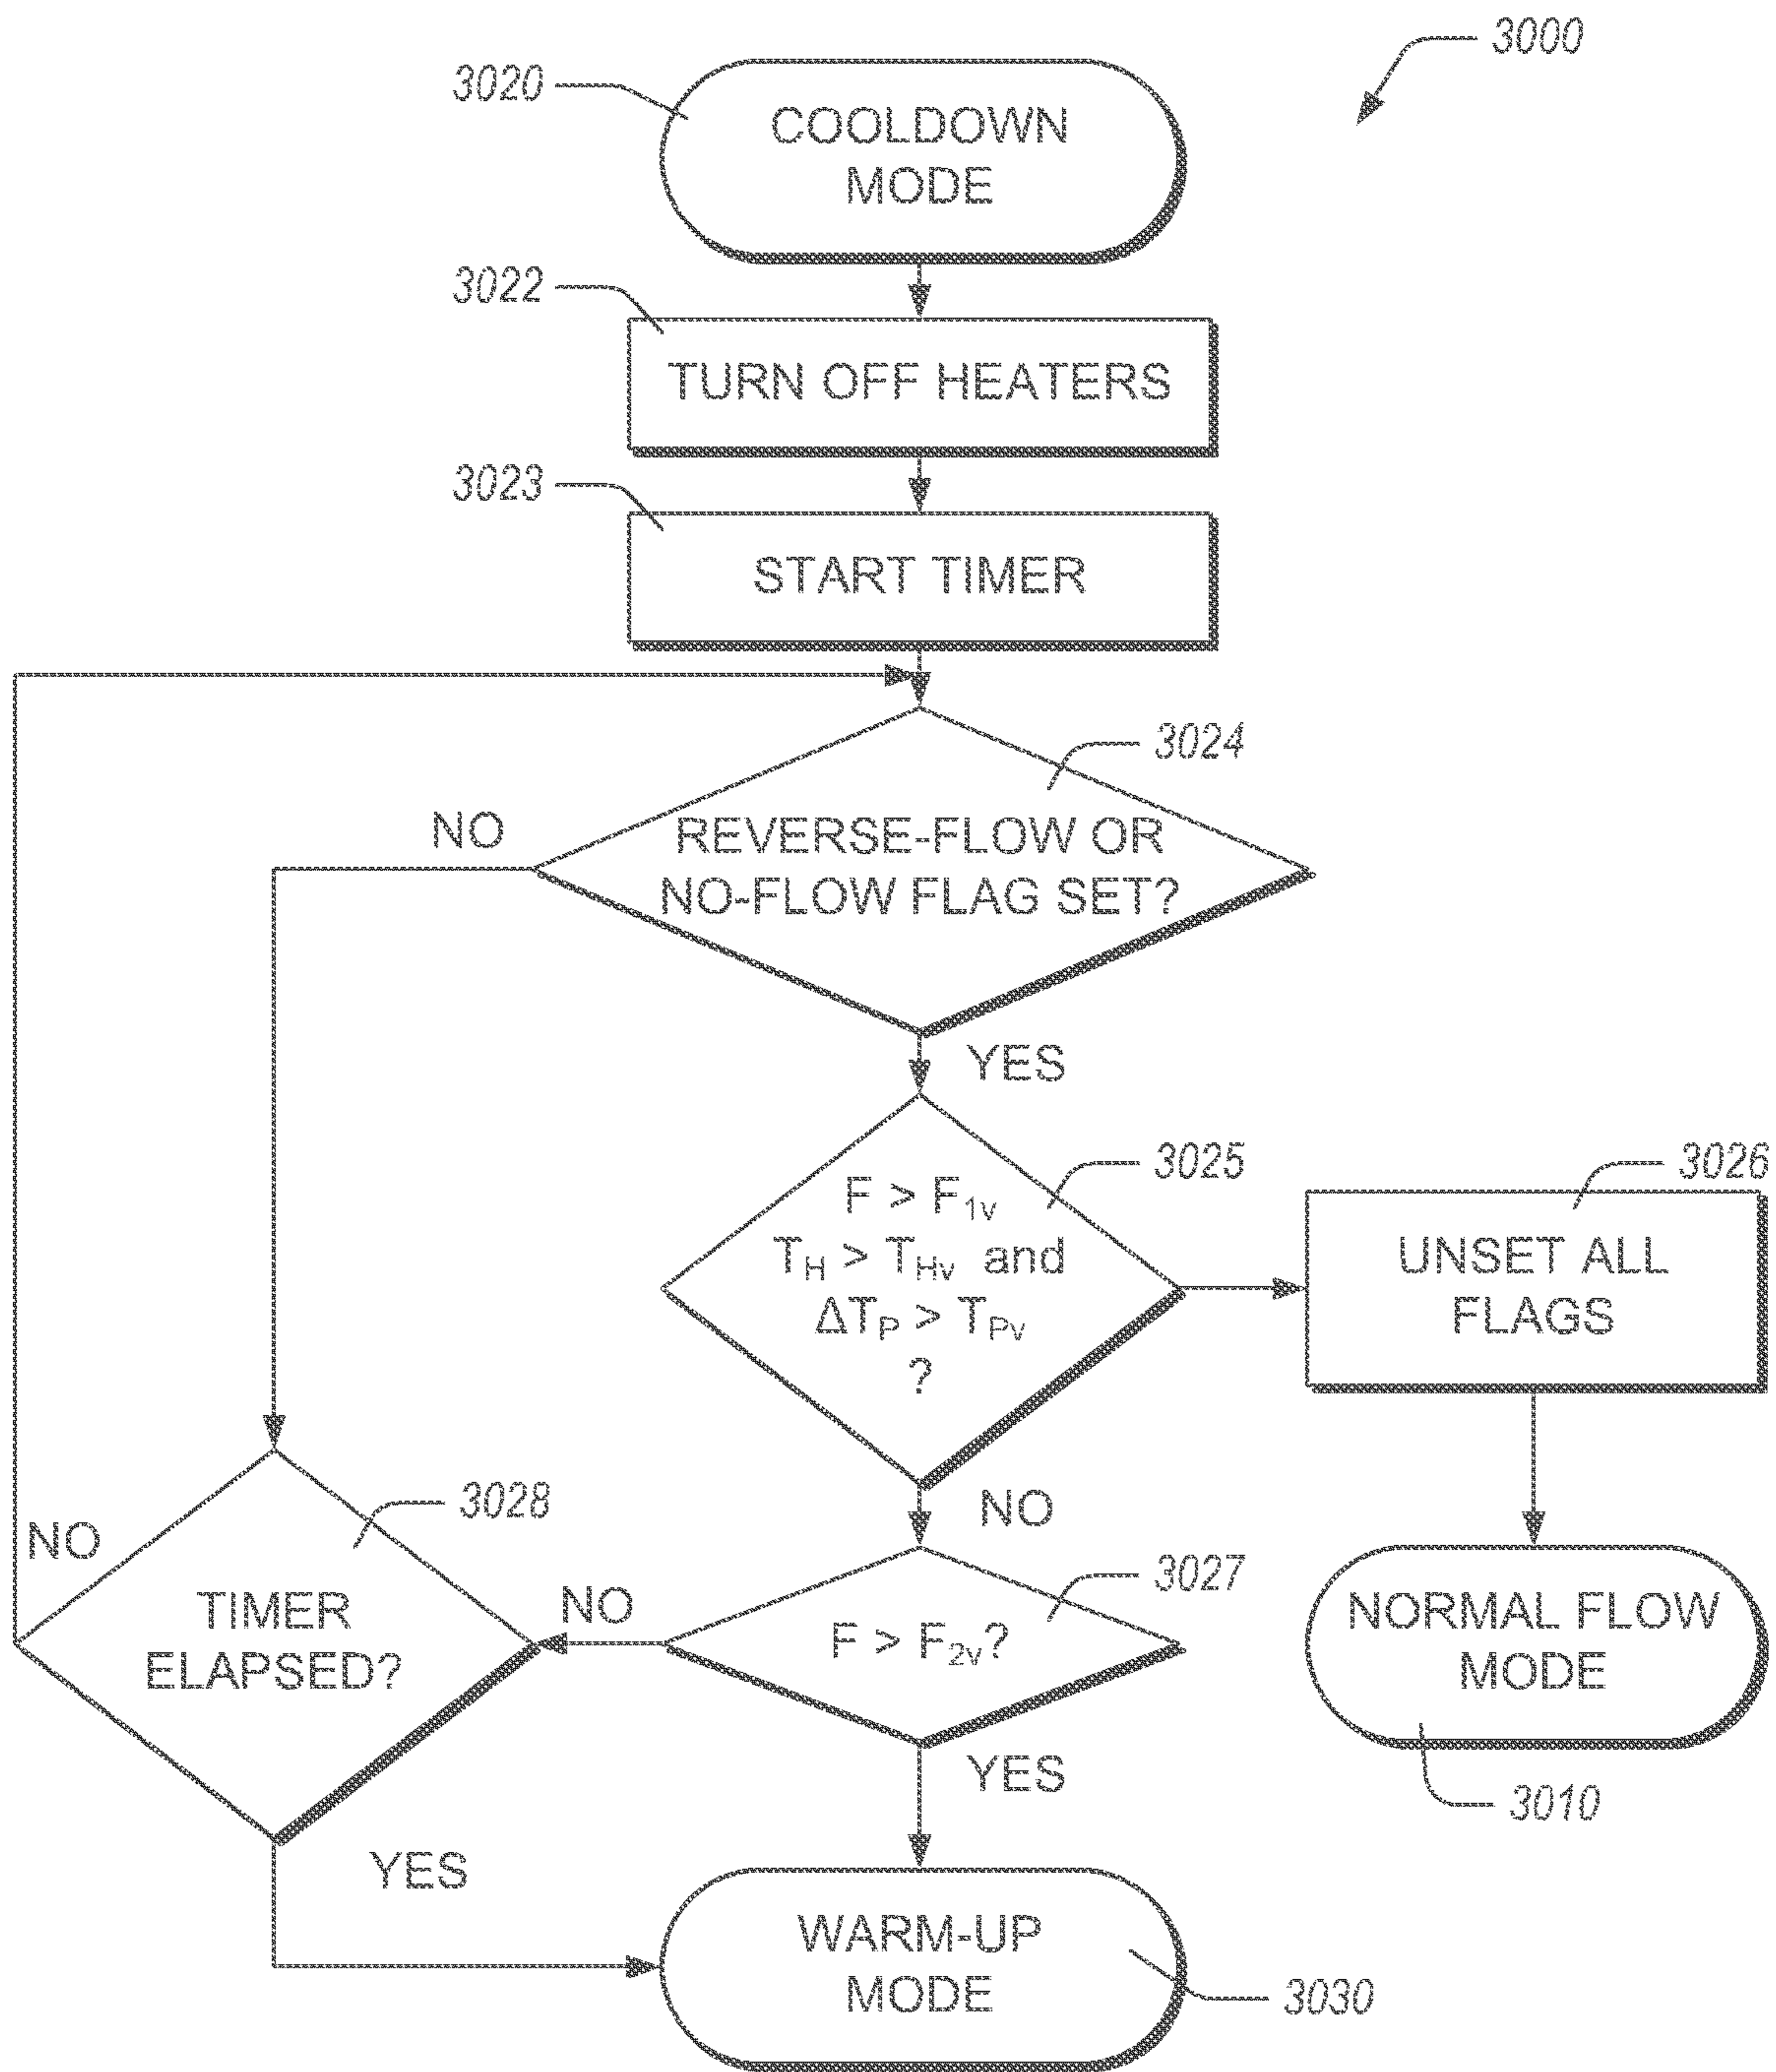 3000
3020
COOLDOWN
MODE
3022
TURN OFF HEATERS
3023
START TIMER
3024
NO
REVERSE-FLOW OR
NO-FLOW FLAG SET?
YES
3025
F > F1v
TH > THv and
ΔTP > TPv
?
3026
UNSET ALL
FLAGS
NO
3028
NO
TIMER
ELAPSED?
NO
3027
F > F2v?
NORMAL FLOW
MODE
YES
3010
YES
WARM-UP
MODE
3030